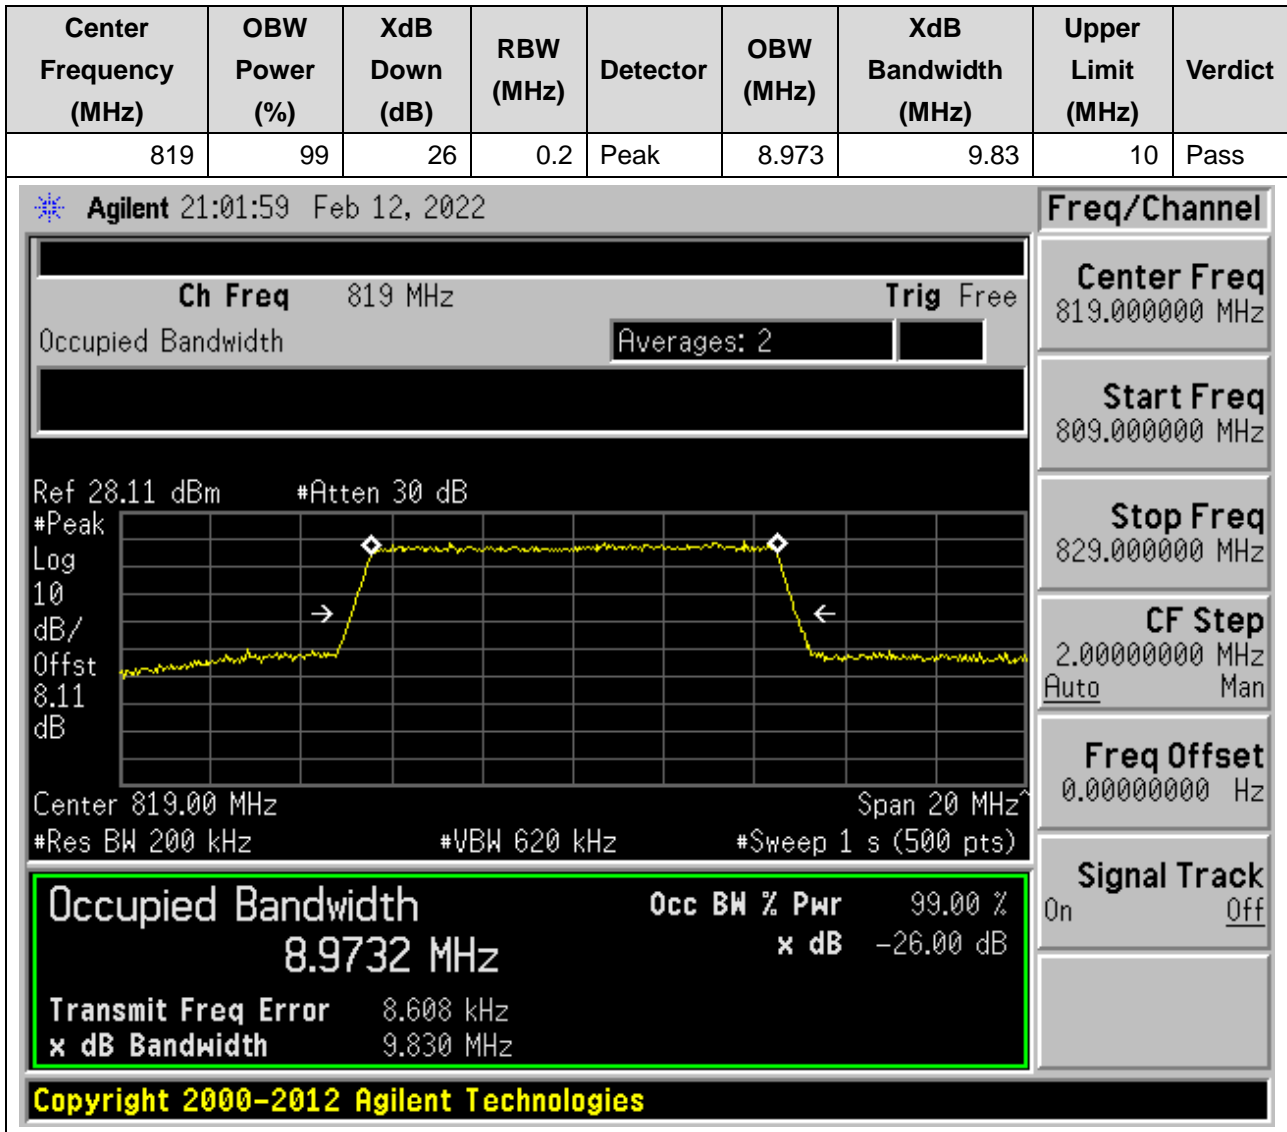 Center Frequency (MHz) OBW Power (%) XdB Down (dB) RBW (MHz) Detector OBW (MHz) XdB Bandwidth (MHz) Upper Limit (MHz) Verdict
819 99 26 0.2 Peak 8.973 9.83 10 Pass
Agilent 21:01:59 Feb 12, 2022
Ch Freq 819 MHz Trig Free
Occupied Bandwidth Averages: 2
Ref 28.11 dBm #Atten 30 dB
#Peak
Log
10
dB/
Offst
8.11
dB
Center 819.00 MHz Span 20 MHz^
#Res BW 200 kHz #VBW 620 kHz #Sweep 1 s (500 pts)
Occupied Bandwidth Occ BW % Pwr 99.00 %
8.9732 MHz x dB -26.00 dB
Transmit Freq Error 8.608 kHz
x dB Bandwidth 9.830 MHz
Copyright 2000-2012 Agilent Technologies
Freq/Channel
Center Freq
819.000000 MHz
Start Freq
809.000000 MHz
Stop Freq
829.000000 MHz
CF Step
2.00000000 MHz
Auto Man
Freq Offset
0.00000000 Hz
Signal Track
On Off